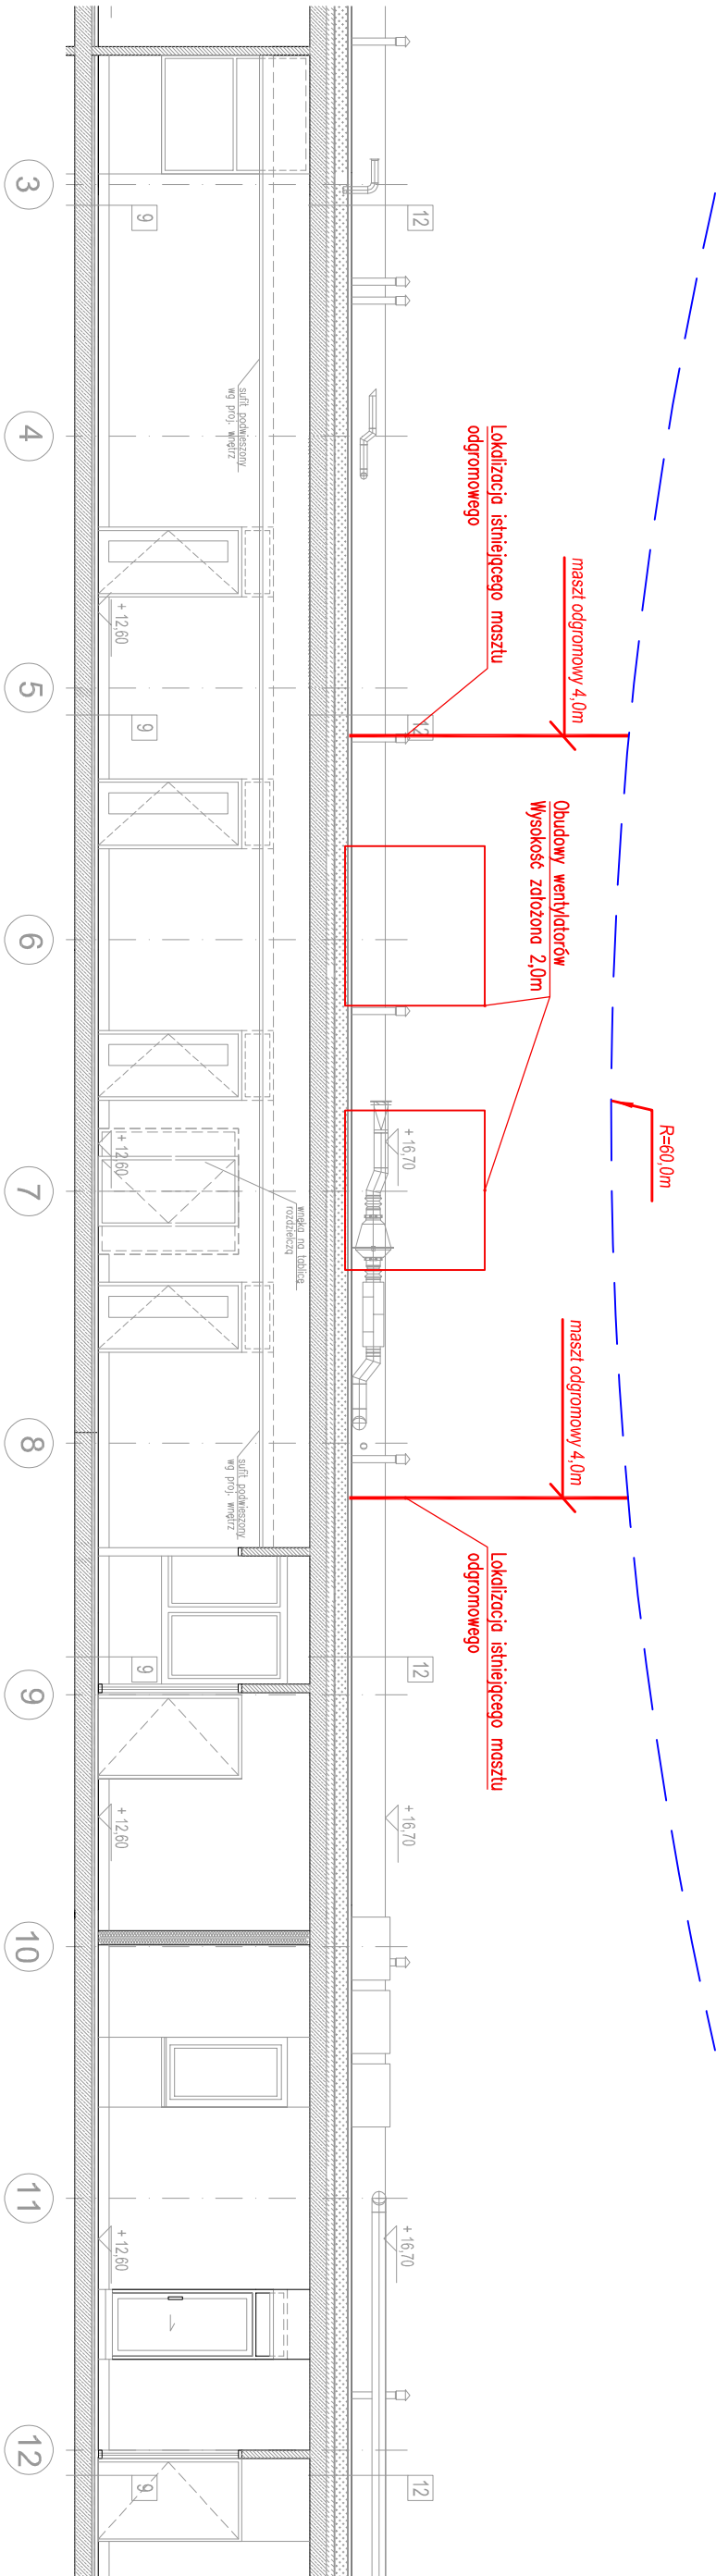 3
4
5
6
7
8
9
10
11
12
9
12
9
12
9
12
9
12
sufit podwieszony
wg proj. wnętrz
+ 12,60
Lokalizacja istniejącego masztu
odgromowego
maszt odgromowy 4,0m
Obudowy wentylatorów
Wysokość założona 2,0m
R=60,0m
+ 16,70
+ 12,60
wnęka na tablicę
rozdzielczą
maszt odgromowy 4,0m
sufit podwieszony
wg proj. wnętrz
Lokalizacja istniejącego masztu
odgromowego
+ 16,70
+ 12,60
+ 16,70
+ 12,60